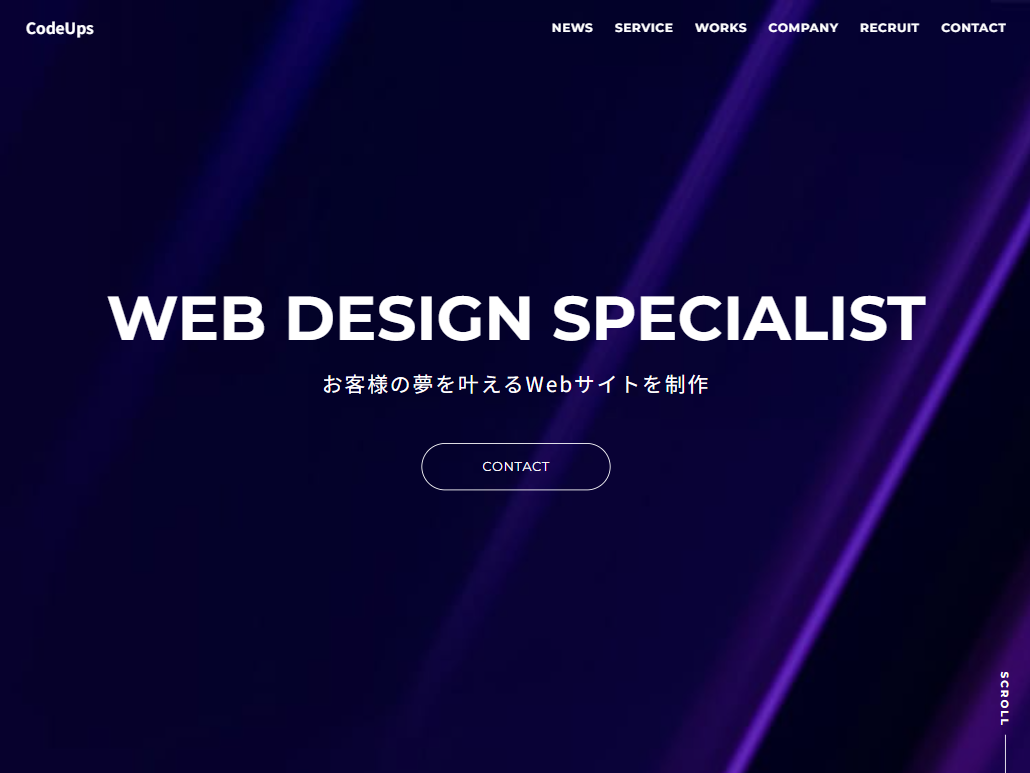 CodeUps
NEWS SERVICE WORKS COMPANY RECRUIT CONTACT
WEB DESIGN SPECIALIST
お客様の夢を叶えるWebサイトを制作
CONTACT
SCROLL